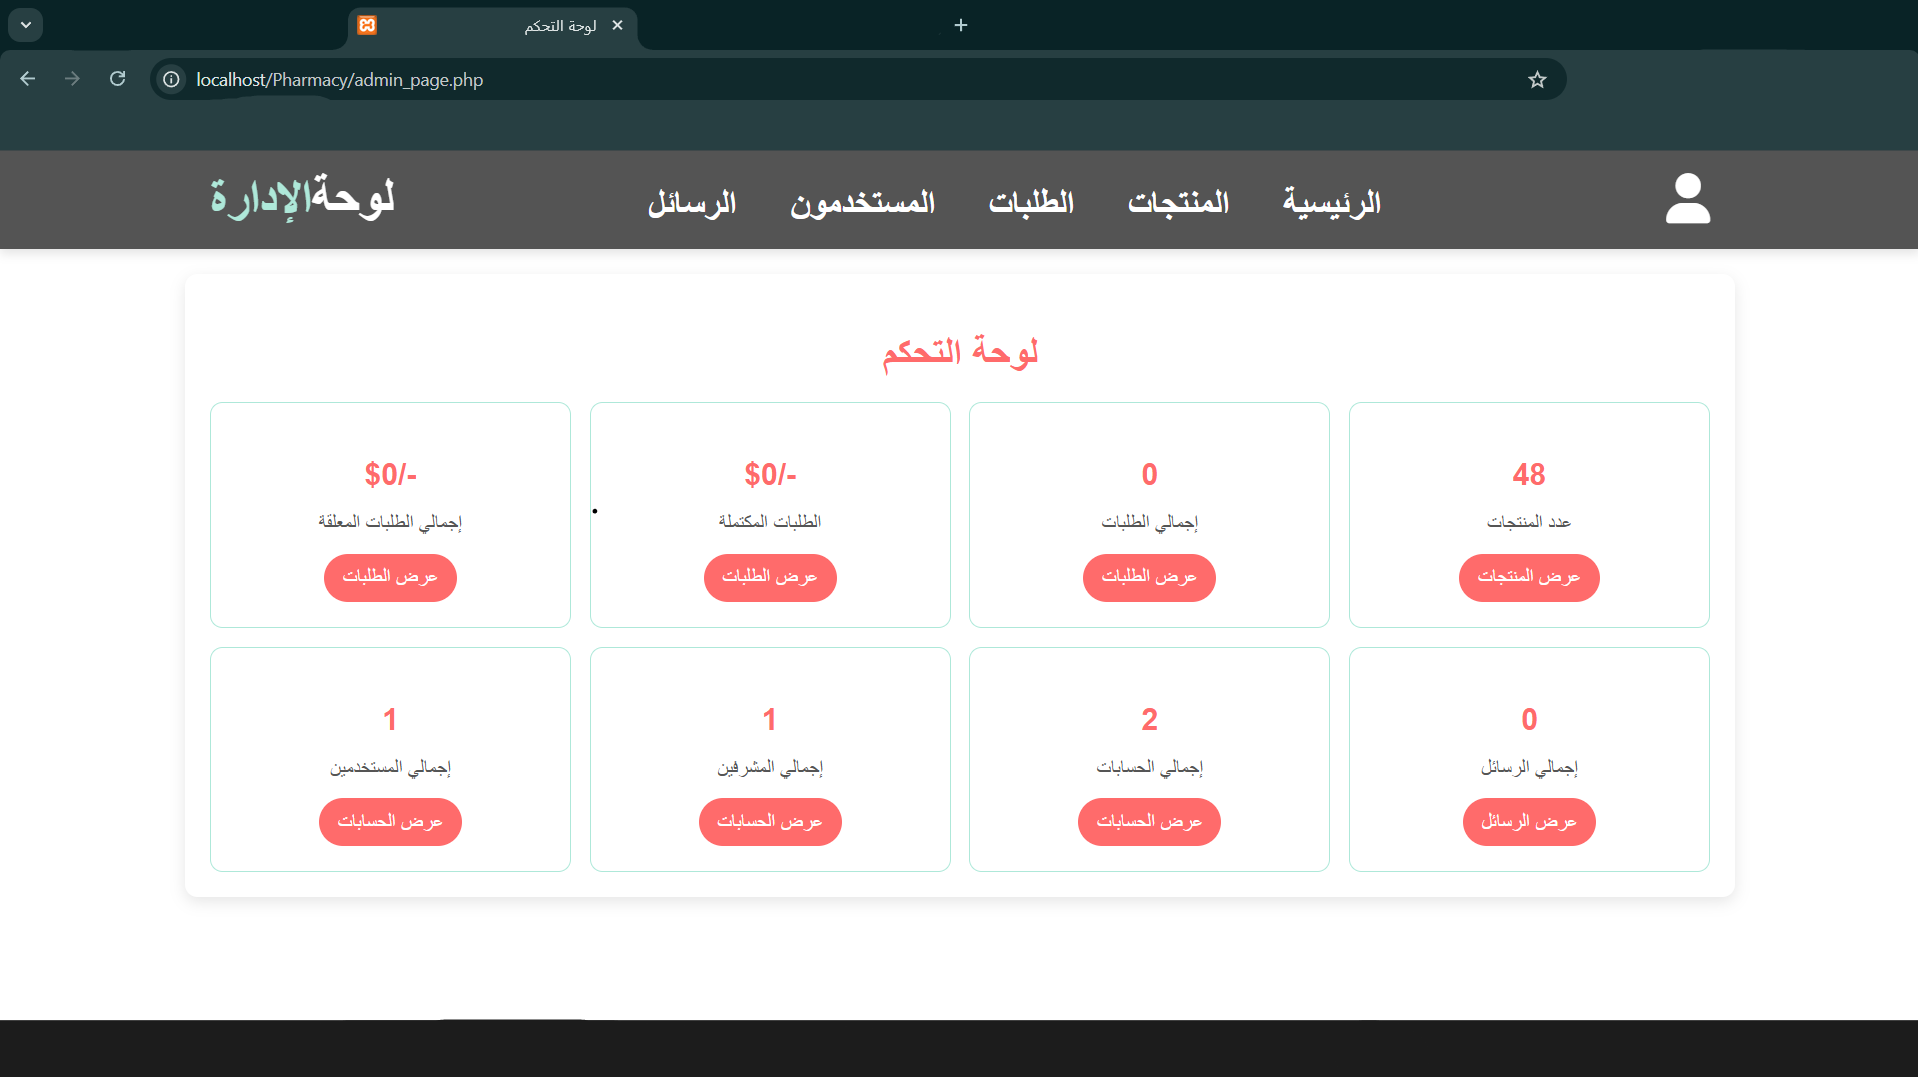 لوحة التحكم
localhost/Pharmacy/admin_page.php
لوحةالإدارة
الرئيسية المنتجات الطلبات المستخدمون الرسائل
لوحة التحكم
48
عدد المنتجات
عرض المنتجات
0
إجمالي الطلبات
عرض الطلبات
$0/-
الطلبات المكتملة
عرض الطلبات
$0/-
إجمالي الطلبات المعلقة
عرض الطلبات
0
إجمالي الرسائل
عرض الرسائل
2
إجمالي الحسابات
عرض الحسابات
1
إجمالي المشرفين
عرض الحسابات
1
إجمالي المستخدمين
عرض الحسابات